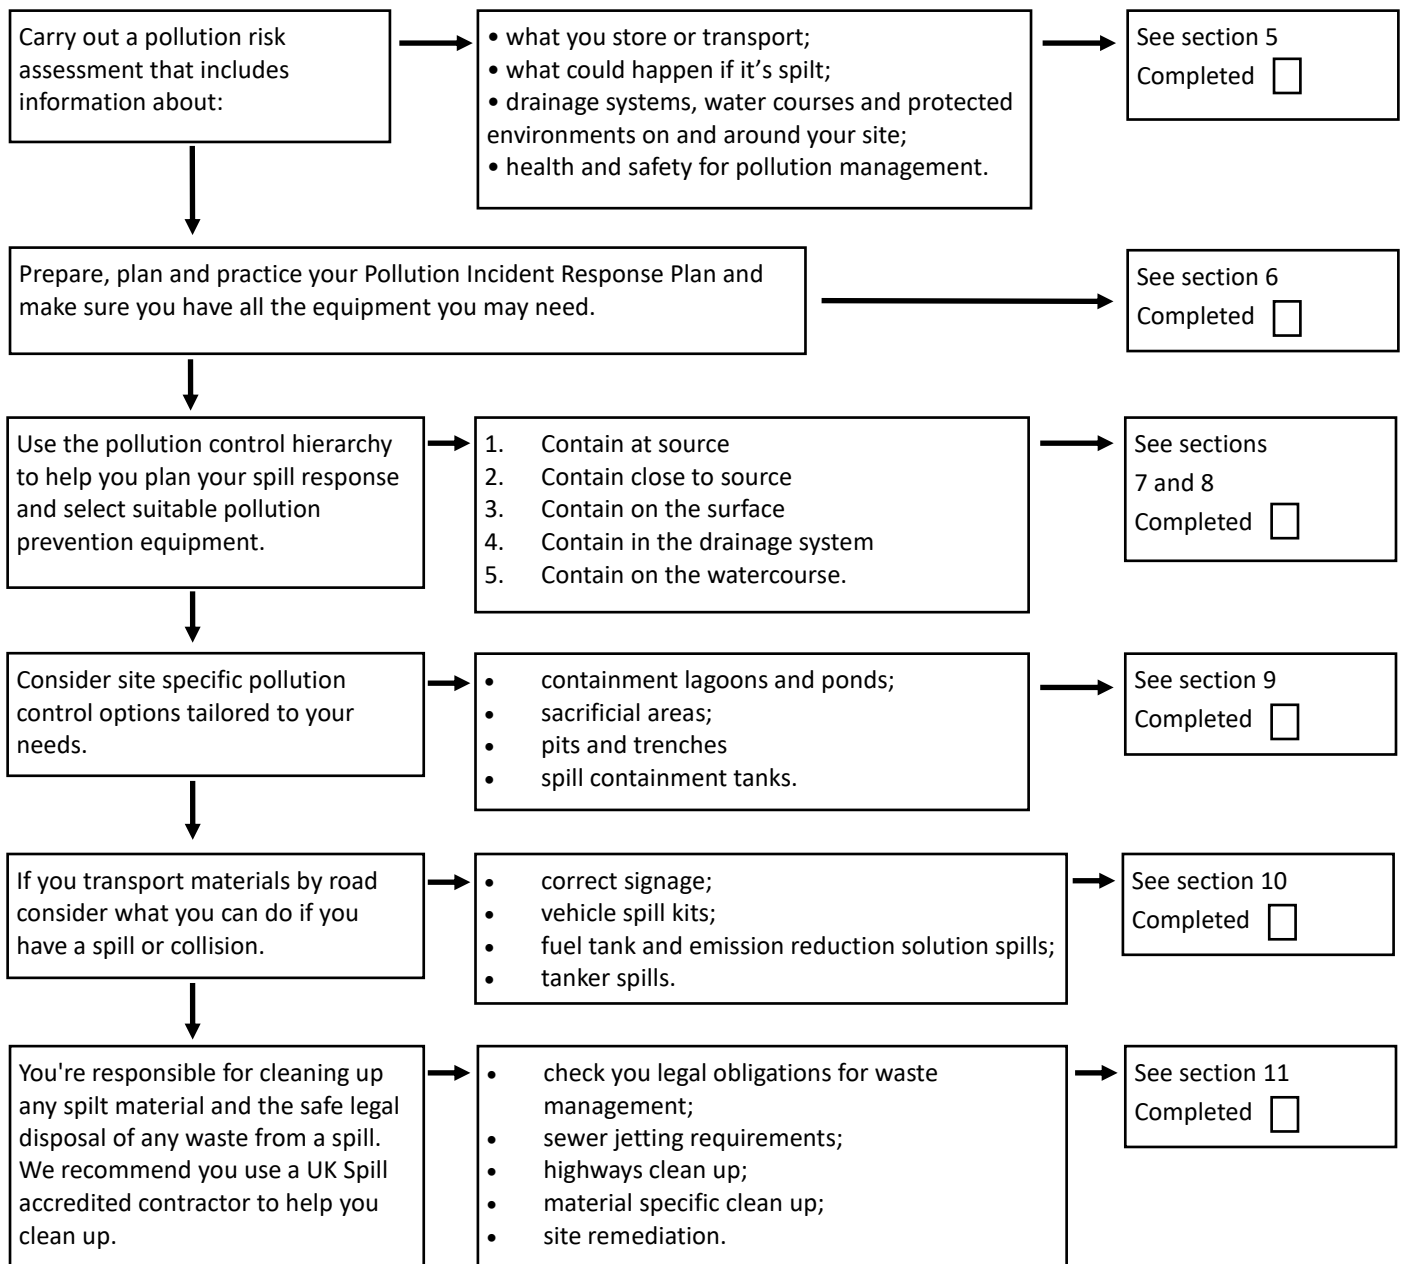 Carry out a pollution risk
assessment that includes
information about:
• what you store or transport;
• what could happen if it's spilt;
• drainage systems, water courses and protected
environments on and around your site;
• health and safety for pollution management.
See section 5
Completed
Prepare, plan and practice your Pollution Incident Response Plan and
make sure you have all the equipment you may need.
See section 6
Completed
Use the pollution control hierarchy
to help you plan your spill response
and select suitable pollution
prevention equipment.
1. Contain at source
2. Contain close to source
3. Contain on the surface
4. Contain in the drainage system
5. Contain on the watercourse.
See sections
7 and 8
Completed
Consider site specific pollution
control options tailored to your
needs.
• containment lagoons and ponds;
• sacrificial areas;
• pits and trenches
• spill containment tanks.
See section 9
Completed
If you transport materials by road
consider what you can do if you
have a spill or collision.
• correct signage;
• vehicle spill kits;
• fuel tank and emission reduction solution spills;
• tanker spills.
See section 10
Completed
You're responsible for cleaning up
any spilt material and the safe legal
disposal of any waste from a spill.
We recommend you use a UK Spill
accredited contractor to help you
clean up.
• check you legal obligations for waste
management;
• sewer jetting requirements;
• highways clean up;
• material specific clean up;
• site remediation.
See section 11
Completed